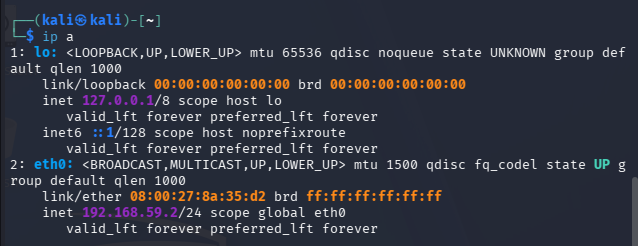 ┌──(kali㉿kali)-[~]
└─$ ip a
1: lo: <LOOPBACK,UP,LOWER_UP> mtu 65536 qdisc noqueue state UNKNOWN group def
ault qlen 1000
    link/loopback 00:00:00:00:00:00 brd 00:00:00:00:00:00
    inet 127.0.0.1/8 scope host lo
       valid_lft forever preferred_lft forever
    inet6 ::1/128 scope host noprefixroute
       valid_lft forever preferred_lft forever
2: eth0: <BROADCAST,MULTICAST,UP,LOWER_UP> mtu 1500 qdisc fq_codel state UP g
roup default qlen 1000
    link/ether 08:00:27:8a:35:d2 brd ff:ff:ff:ff:ff:ff
    inet 192.168.59.2/24 scope global eth0
       valid_lft forever preferred_lft forever